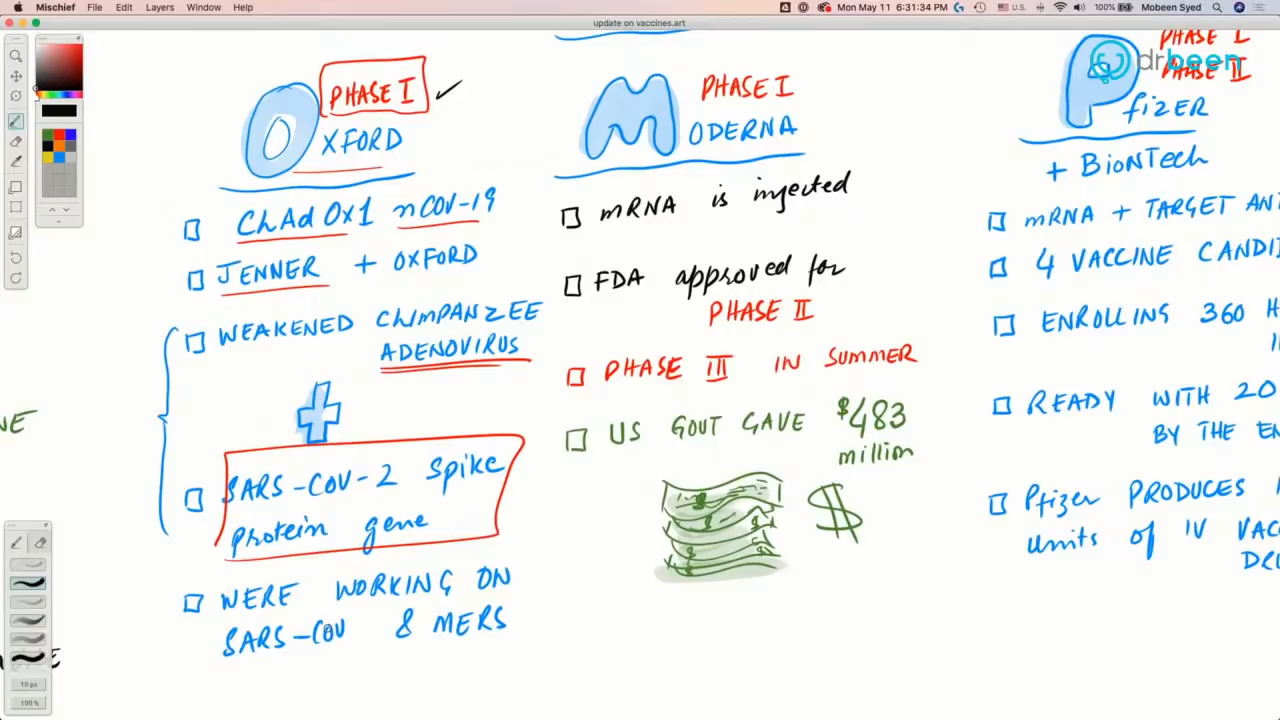 Mischief File Edit Layers Window Help
U.S. 100% Mon May 11 6:31:34 PM Mobeen Syed
update on vaccines.art
drbeen
PHASE I
OXFORD
ChAdOx1 nCOV-19
JENNER + OXFORD
WEAKENED CHIMPANZEE
ADENOVIRUS
SARS-COV-2 Spike
protein gene
WERE WORKING ON
SARS-COV & MERS
PHASE I
MODERNA
mRNA is injected
FDA approved for
PHASE II
PHASE III IN SUMMER
US GOVT GAVE $483
million
$
PHASE I
PHASE II
PfizER
+ BioNTech
mRNA + TARGET ANT
4 VACCINE CANDI
ENROLLING 360 H
READY WITH 20
BY THE EN
Pfizer PRODUCES
units of IV VAC
DRU
10 px
100 %